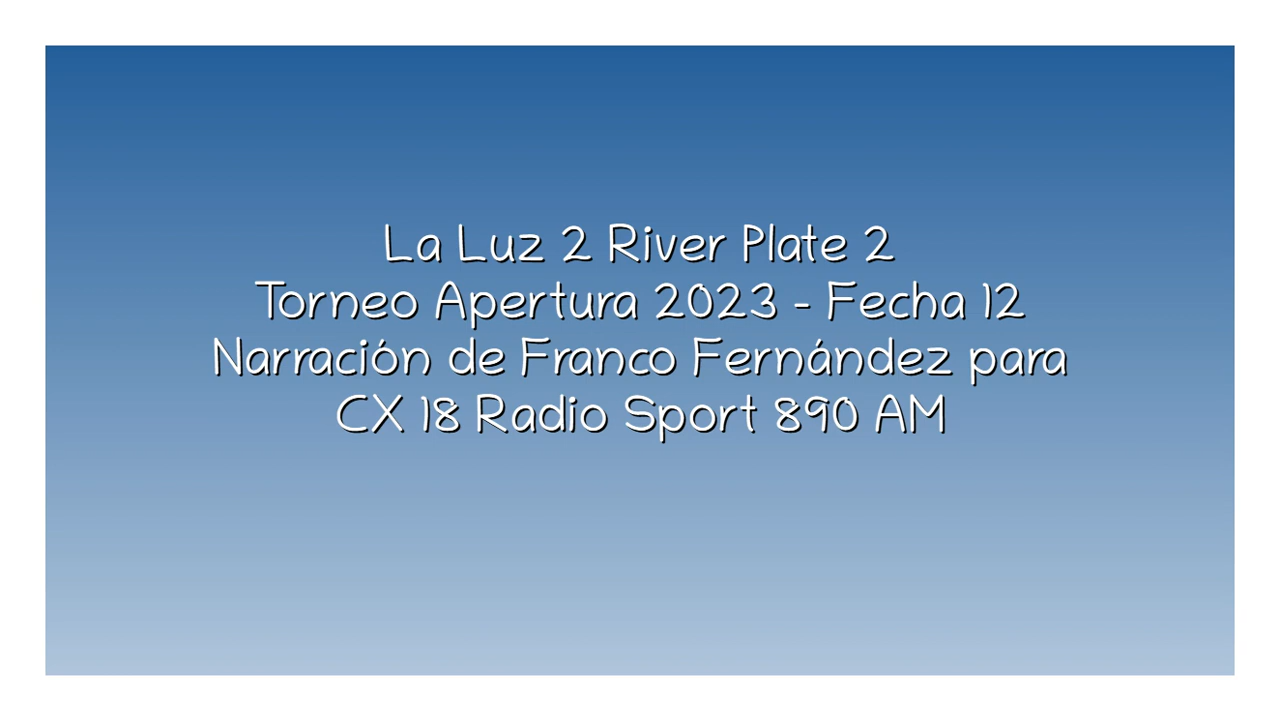 La Luz 2 River Plate 2
Torneo Apertura 2023 - Fecha 12
Narración de Franco Fernández para
CX 18 Radio Sport 890 AM